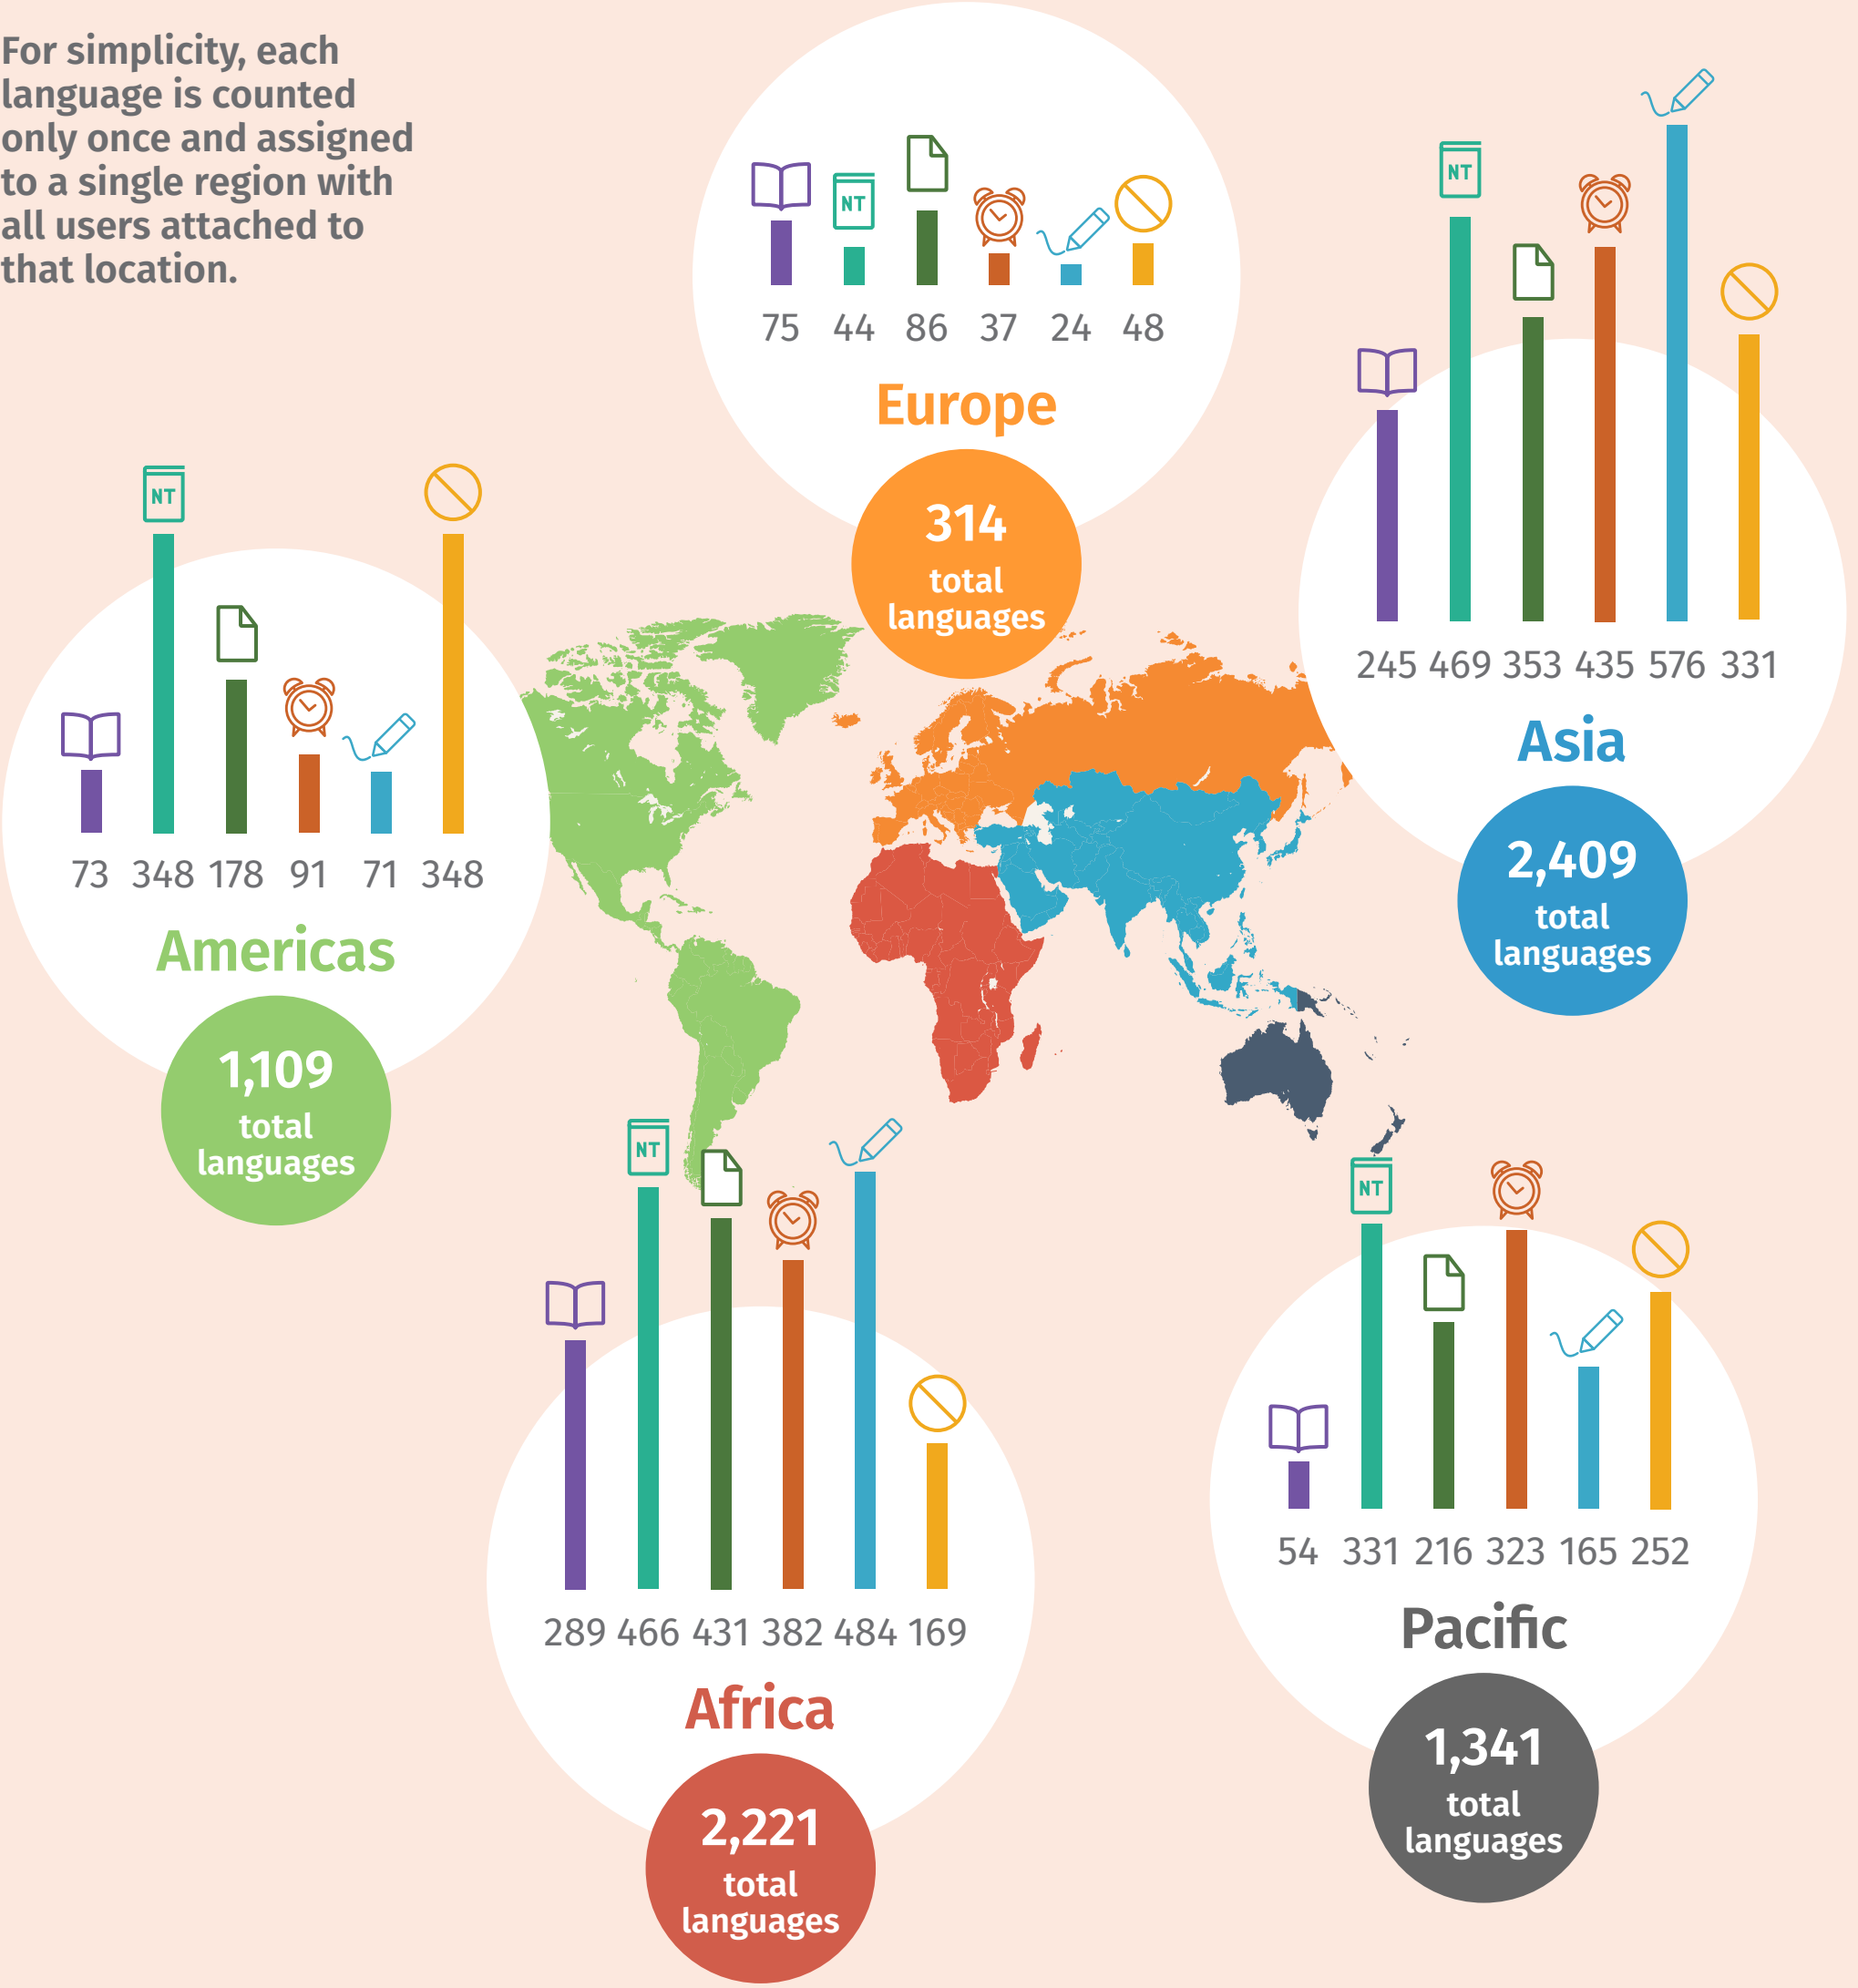 For simplicity, each
language is counted
only once and assigned
to a single region with
all users attached to
that location.
NT
75 44 86 37 24 48
Europe
314
total
languages
NT
245 469 353 435 576 331
Asia
2,409
total
languages
NT
73 348 178 91 71 348
Americas
1,109
total
languages
NT
289 466 431 382 484 169
Africa
2,221
total
languages
NT
54 331 216 323 165 252
Pacific
1,341
total
languages